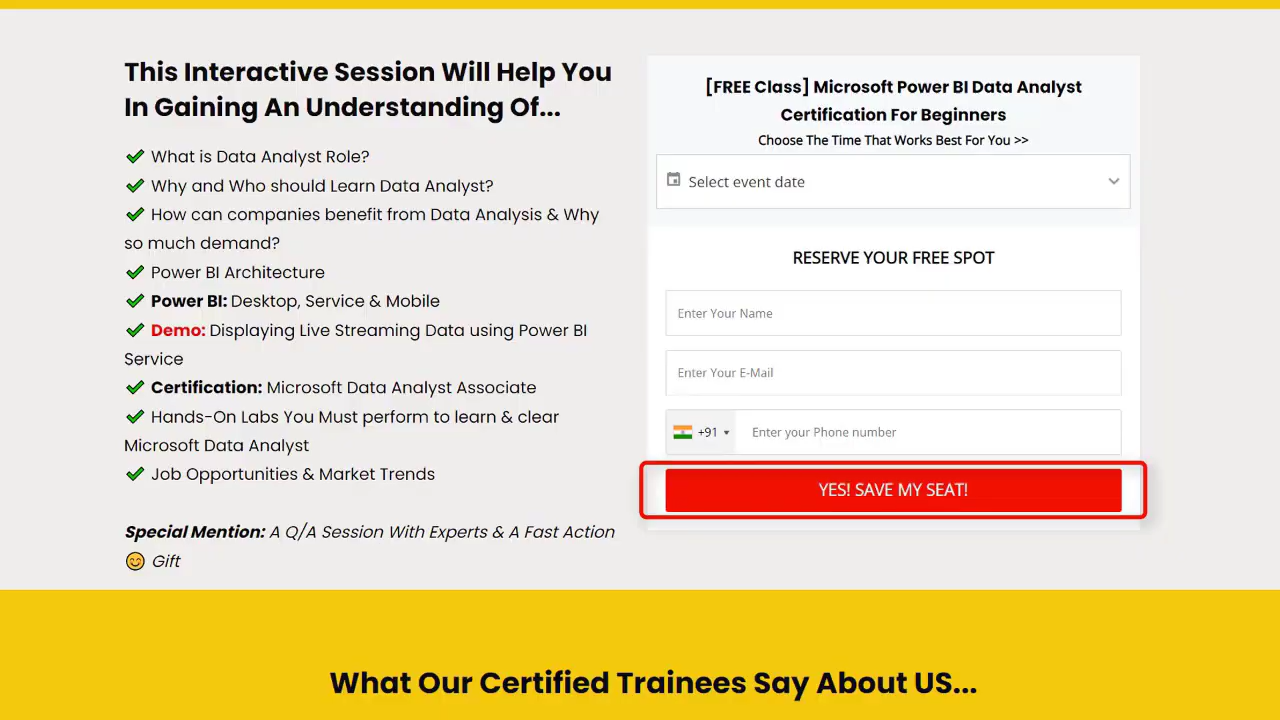 This Interactive Session Will Help You
In Gaining An Understanding Of...
What is Data Analyst Role?
Why and Who should Learn Data Analyst?
How can companies benefit from Data Analysis & Why
so much demand?
Power BI Architecture
Power BI: Desktop, Service & Mobile
Demo: Displaying Live Streaming Data using Power BI
Service
Certification: Microsoft Data Analyst Associate
Hands-On Labs You Must perform to learn & clear
Microsoft Data Analyst
Job Opportunities & Market Trends
Special Mention: A Q/A Session With Experts & A Fast Action
Gift
[FREE Class] Microsoft Power BI Data Analyst
Certification For Beginners
Choose The Time That Works Best For You >>
Select event date
RESERVE YOUR FREE SPOT
Enter Your Name
Enter Your E-Mail
+91 Enter your Phone number
YES! SAVE MY SEAT!
What Our Certified Trainees Say About US...